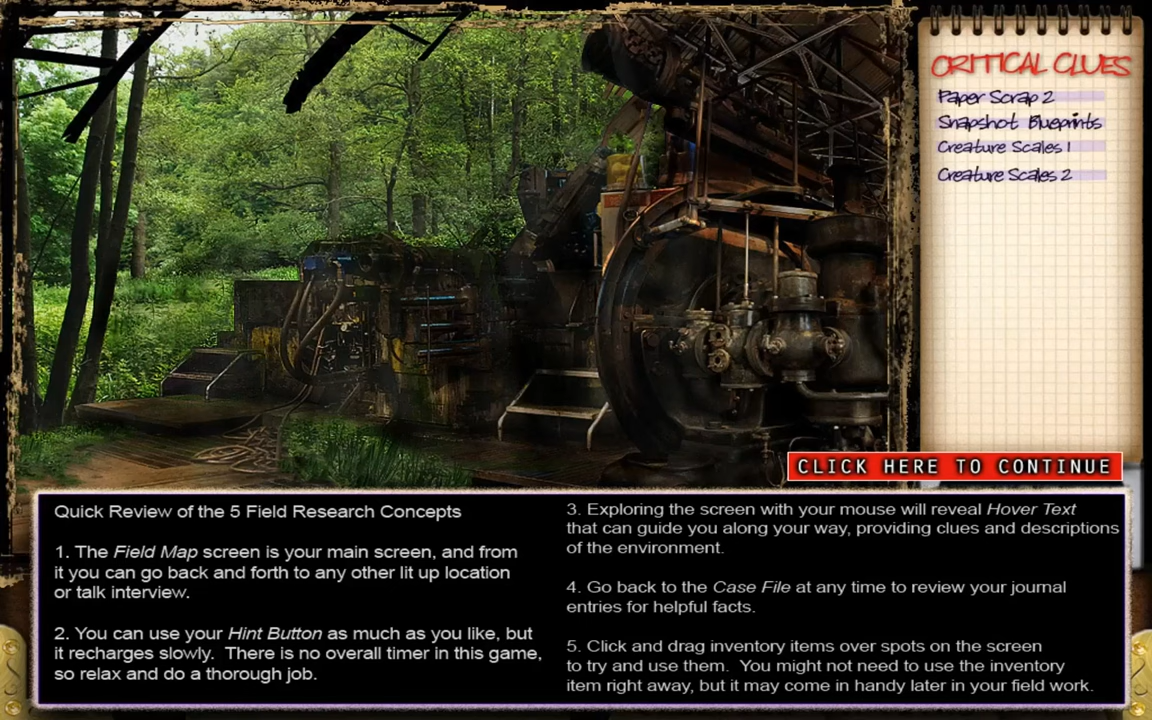 CRITICAL CLUES
Paper Scrap 2
Snapshot Blueprints
Creature Scales 1
Creature Scales 2
CLICK HERE TO CONTINUE
Quick Review of the 5 Field Research Concepts
1. The Field Map screen is your main screen, and from
it you can go back and forth to any other lit up location
or talk interview.
2. You can use your Hint Button as much as you like, but
it recharges slowly.  There is no overall timer in this game,
so relax and do a thorough job.
3. Exploring the screen with your mouse will reveal Hover Text
that can guide you along your way, providing clues and descriptions
of the environment.
4. Go back to the Case File at any time to review your journal
entries for helpful facts.
5. Click and drag inventory items over spots on the screen
to try and use them.  You might not need to use the inventory
item right away, but it may come in handy later in your field work.